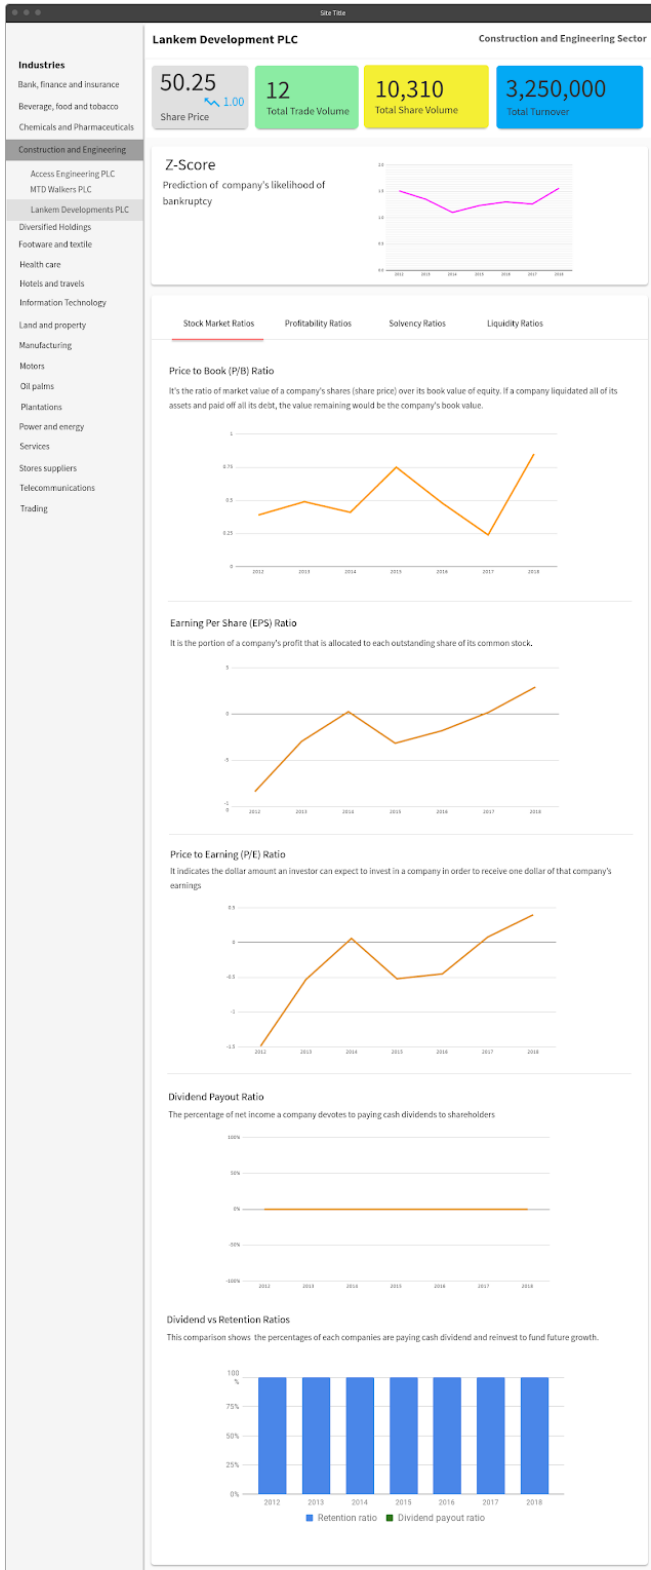 Site Title
Industries
Bank, finance and insurance
Beverage, food and tobacco
Chemicals and Pharmaceuticals
Construction and Engineering
Access Engineering PLC
MTD Walkers PLC
Lankem Developments PLC
Diversified Holdings
Footware and textile
Health care
Hotels and travels
Information Technology
Land and property
Manufacturing
Motors
Oil palms
Plantations
Power and energy
Services
Stores suppliers
Telecommunications
Trading
Lankem Development PLC
Construction and Engineering Sector
50.25
1.00
Share Price
12
Total Trade Volume
10,310
Total Share Volume
3,250,000
Total Turnover
Z-Score
Prediction of company's likelihood of
bankruptcy
2012 2013 2014 2015 2016 2017 2018
Stock Market Ratios Profitability Ratios Solvency Ratios Liquidity Ratios
Price to Book (P/B) Ratio
It's the ratio of market value of a company's shares (share price) over its book value of equity. If a company liquidated all of its
assets and paid off all its debt, the value remaining would be the company's book value.
1
0.75
0.5
0.25
0
2012 2013 2014 2015 2016 2017 2018
Earning Per Share (EPS) Ratio
It is the portion of a company's profit that is allocated to each outstanding share of its common stock.
5
0
-5
-1
0
2012 2013 2014 2015 2016 2017 2018
Price to Earning (P/E) Ratio
It indicates the dollar amount an investor can expect to invest in a company in order to receive one dollar of that company's
earnings
0.5
0
-0.5
-1
-1.5
2012 2013 2014 2015 2016 2017 2018
Dividend Payout Ratio
The percentage of net income a company devotes to paying cash dividends to shareholders
100%
50%
0%
-50%
-100%
2012 2013 2014 2015 2016 2017 2018
Dividend vs Retention Ratios
This comparison shows the percentages of each companies are paying cash dividend and reinvest to fund future growth.
100
%
75%
50%
25%
0%
2012 2013 2014 2015 2016 2017 2018
Retention ratio Dividend payout ratio